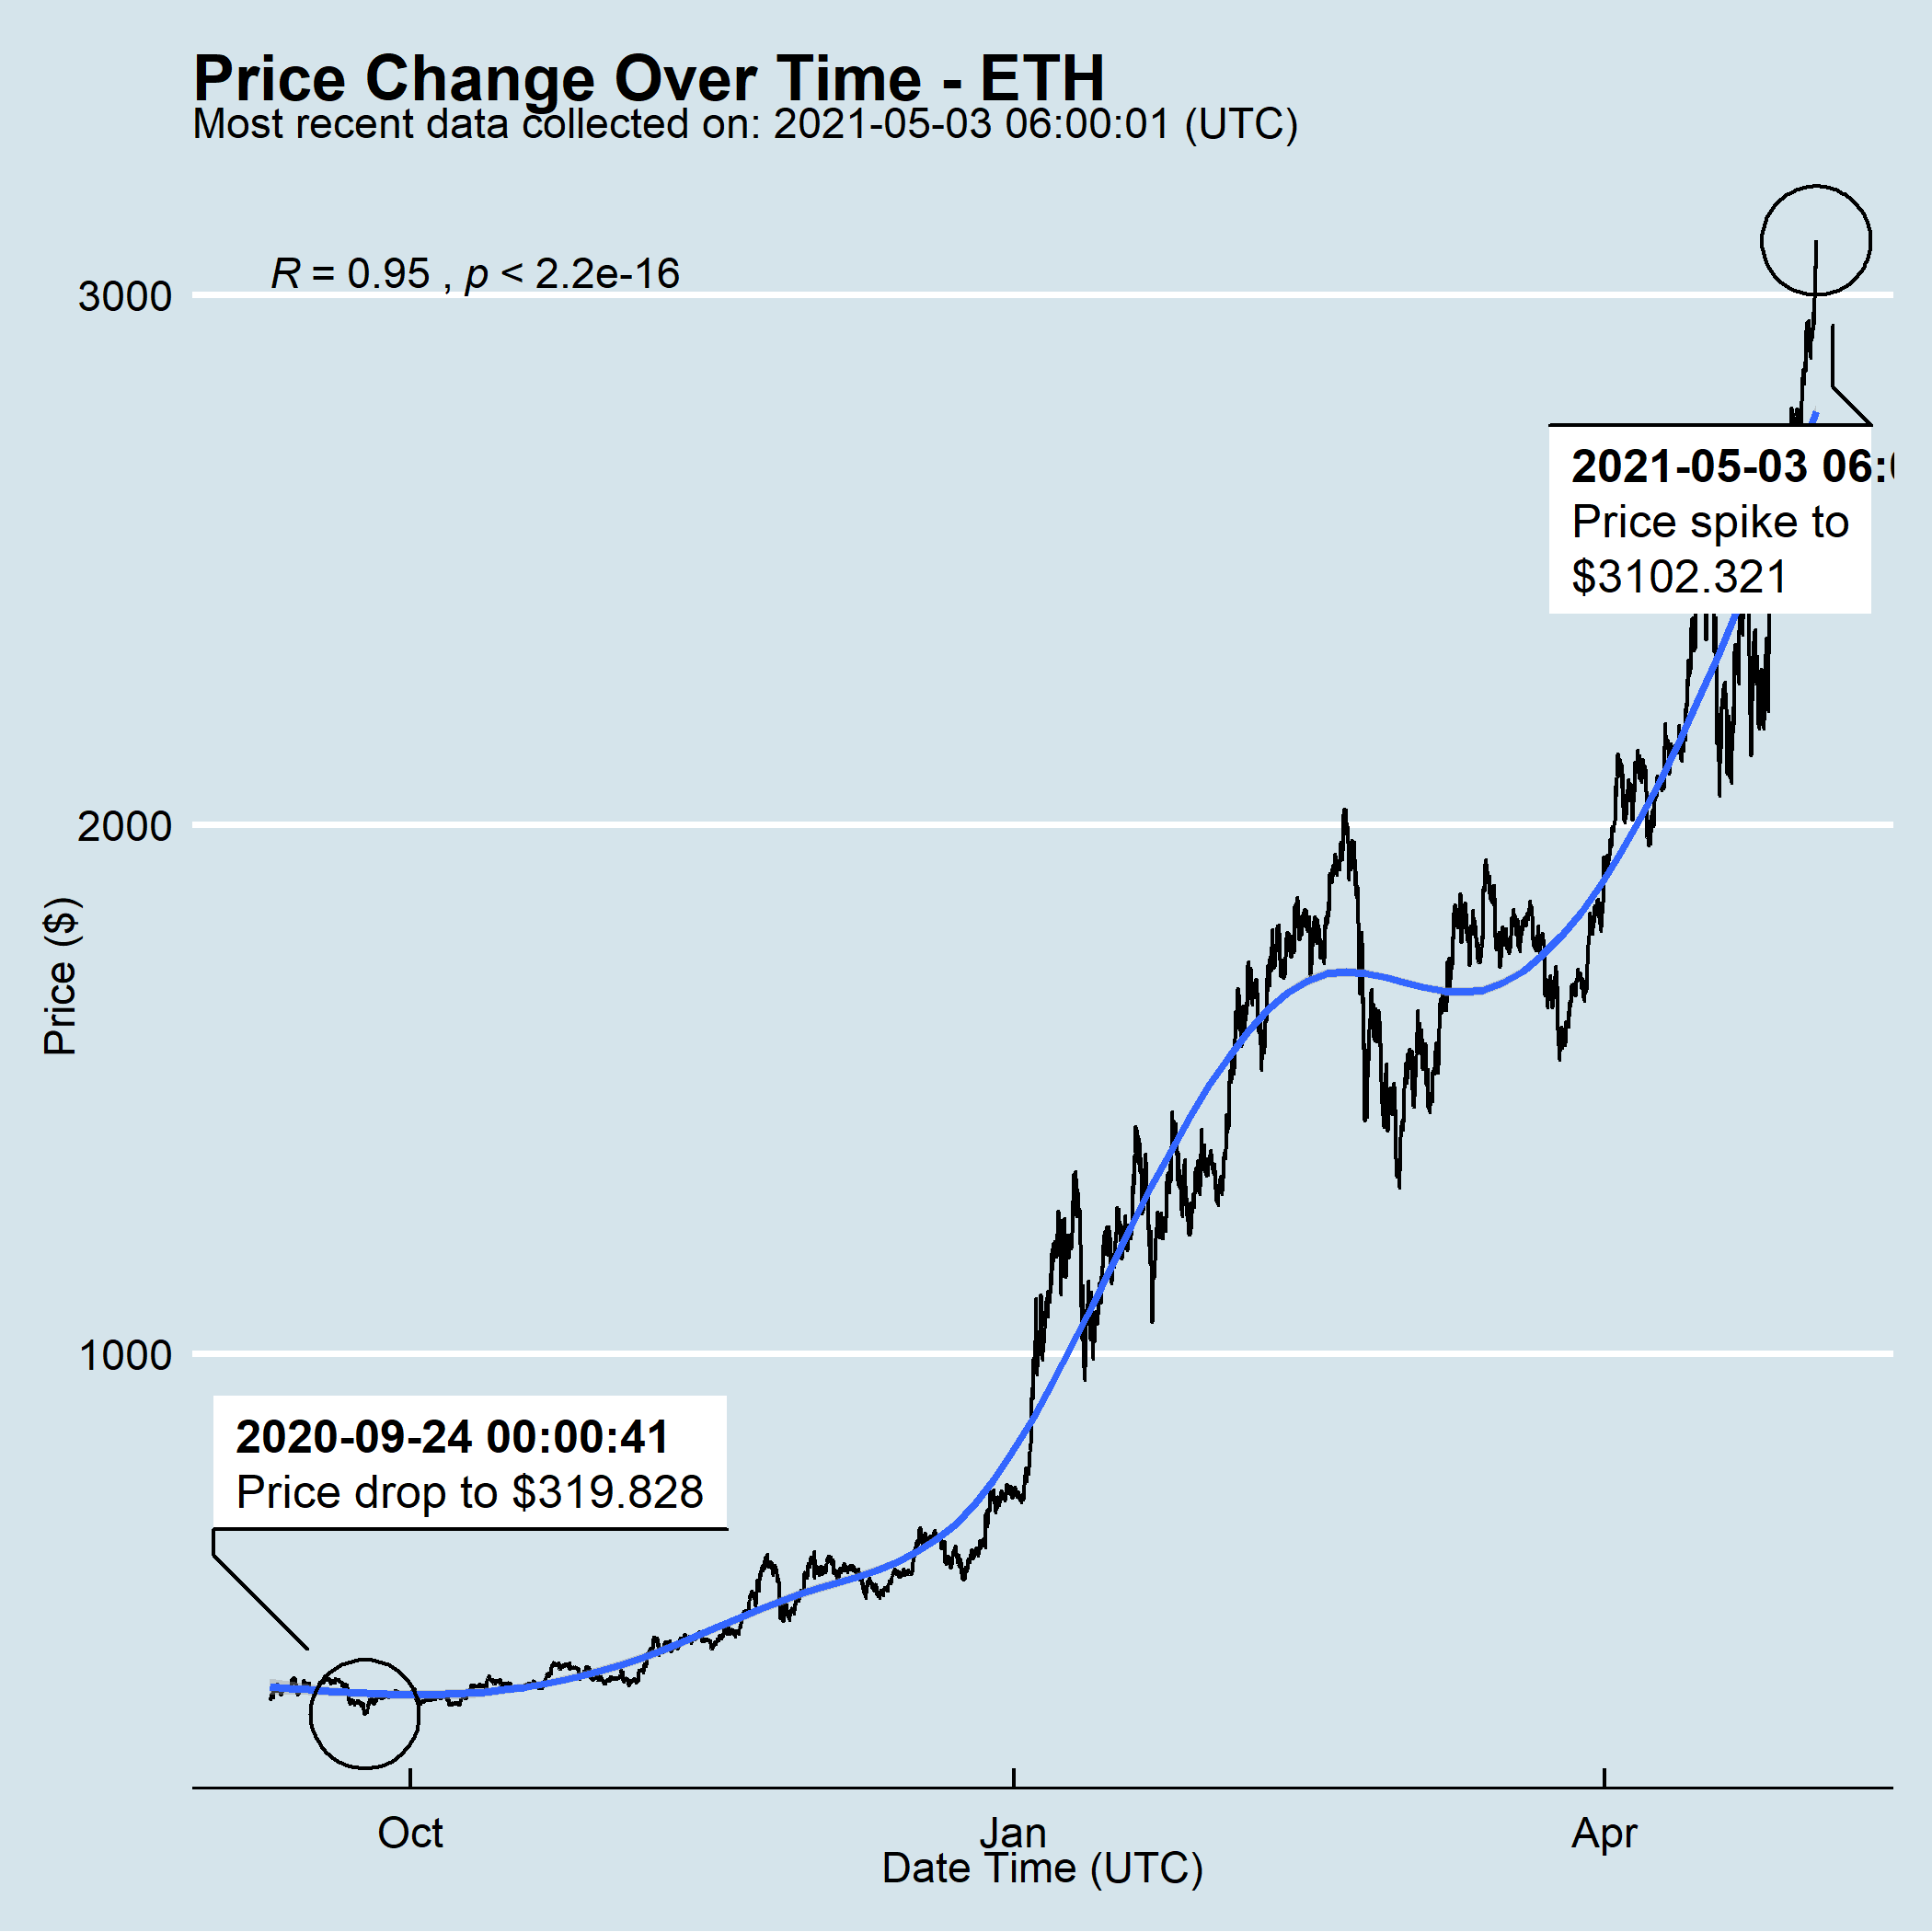 Price Change Over Time - ETH
Most recent data collected on: 2021-05-03 06:00:01 (UTC)
R = 0.95 , p < 2.2e-16
3000
2021-05-03
Price spike to
$3102.321
2000
Price ($)
1000
2020-09-24 00:00:41
Price drop to $319.828
Oct
Jan
Apr
Date Time (UTC)